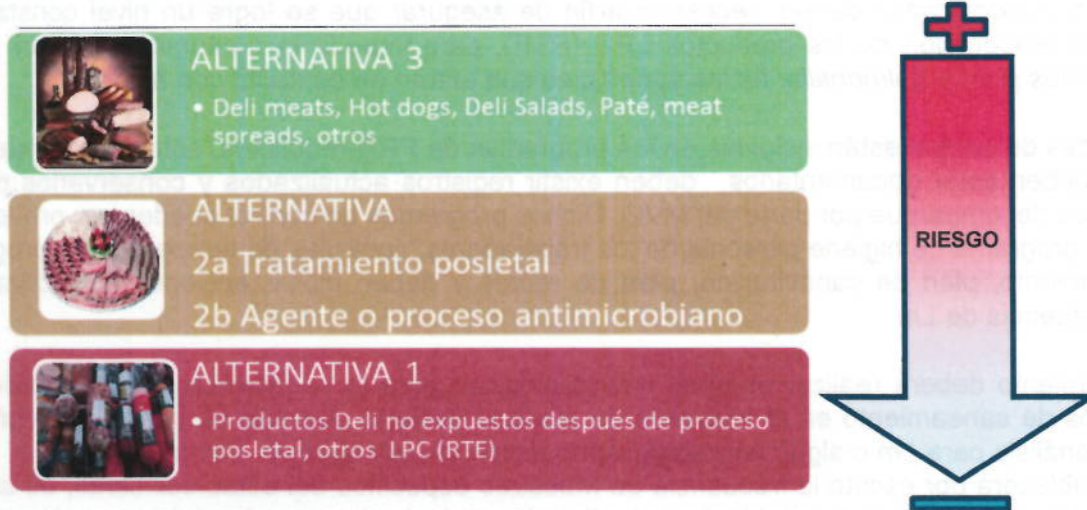 ALTERNATIVA 3
• Deli meats, Hot dogs, Deli Salads, Paté, meat
spreads, otros
ALTERNATIVA
2a Tratamiento posletal
2b Agente o proceso antimicrobiano
ALTERNATIVA 1
• Productos Deli no expuestos después de proceso
posletal, otros LPC (RTE)
+
RIESGO